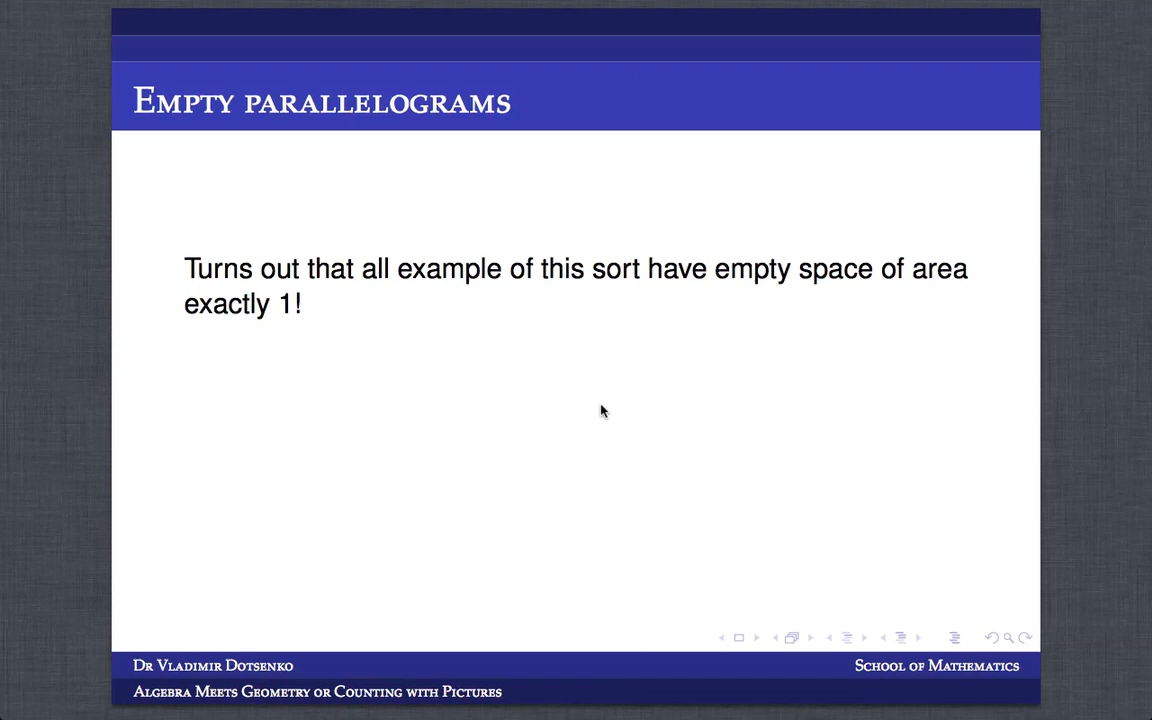 Empty parallelograms
Turns out that all example of this sort have empty space of area
exactly 1!
Dr Vladimir Dotsenko
School of Mathematics
Algebra Meets Geometry or Counting with Pictures